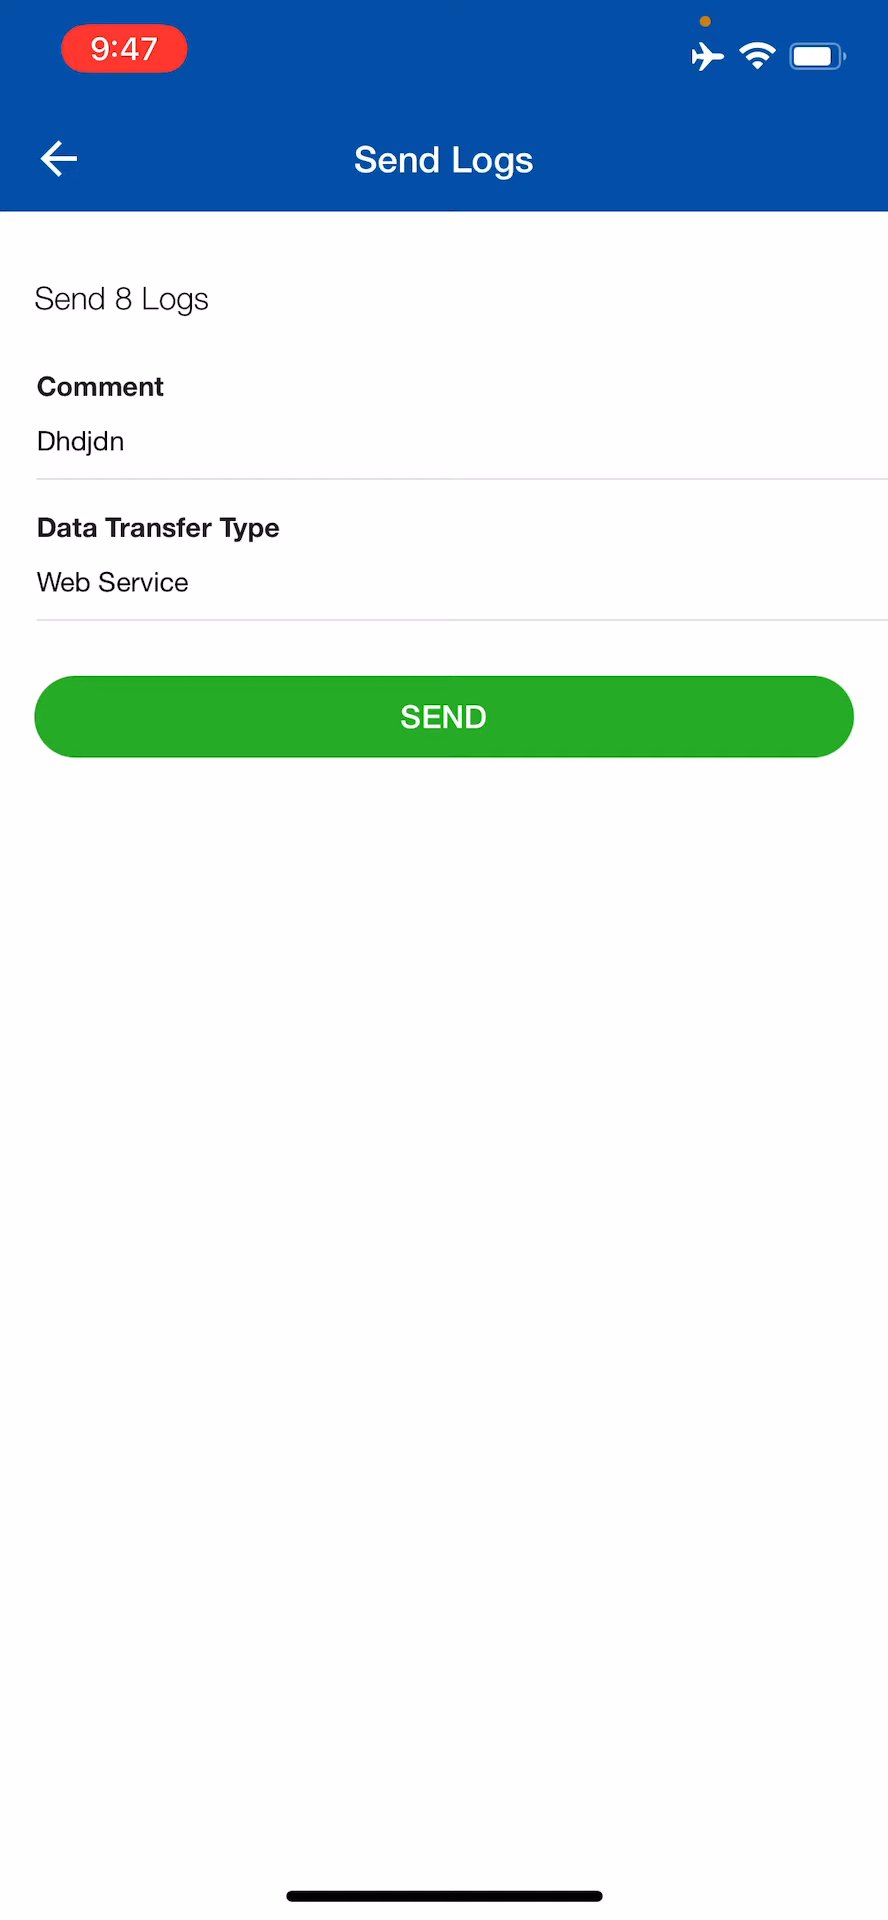 9:47
Send Logs
Send 8 Logs
Comment
Dhdjdn
Data Transfer Type
Web Service
SEND